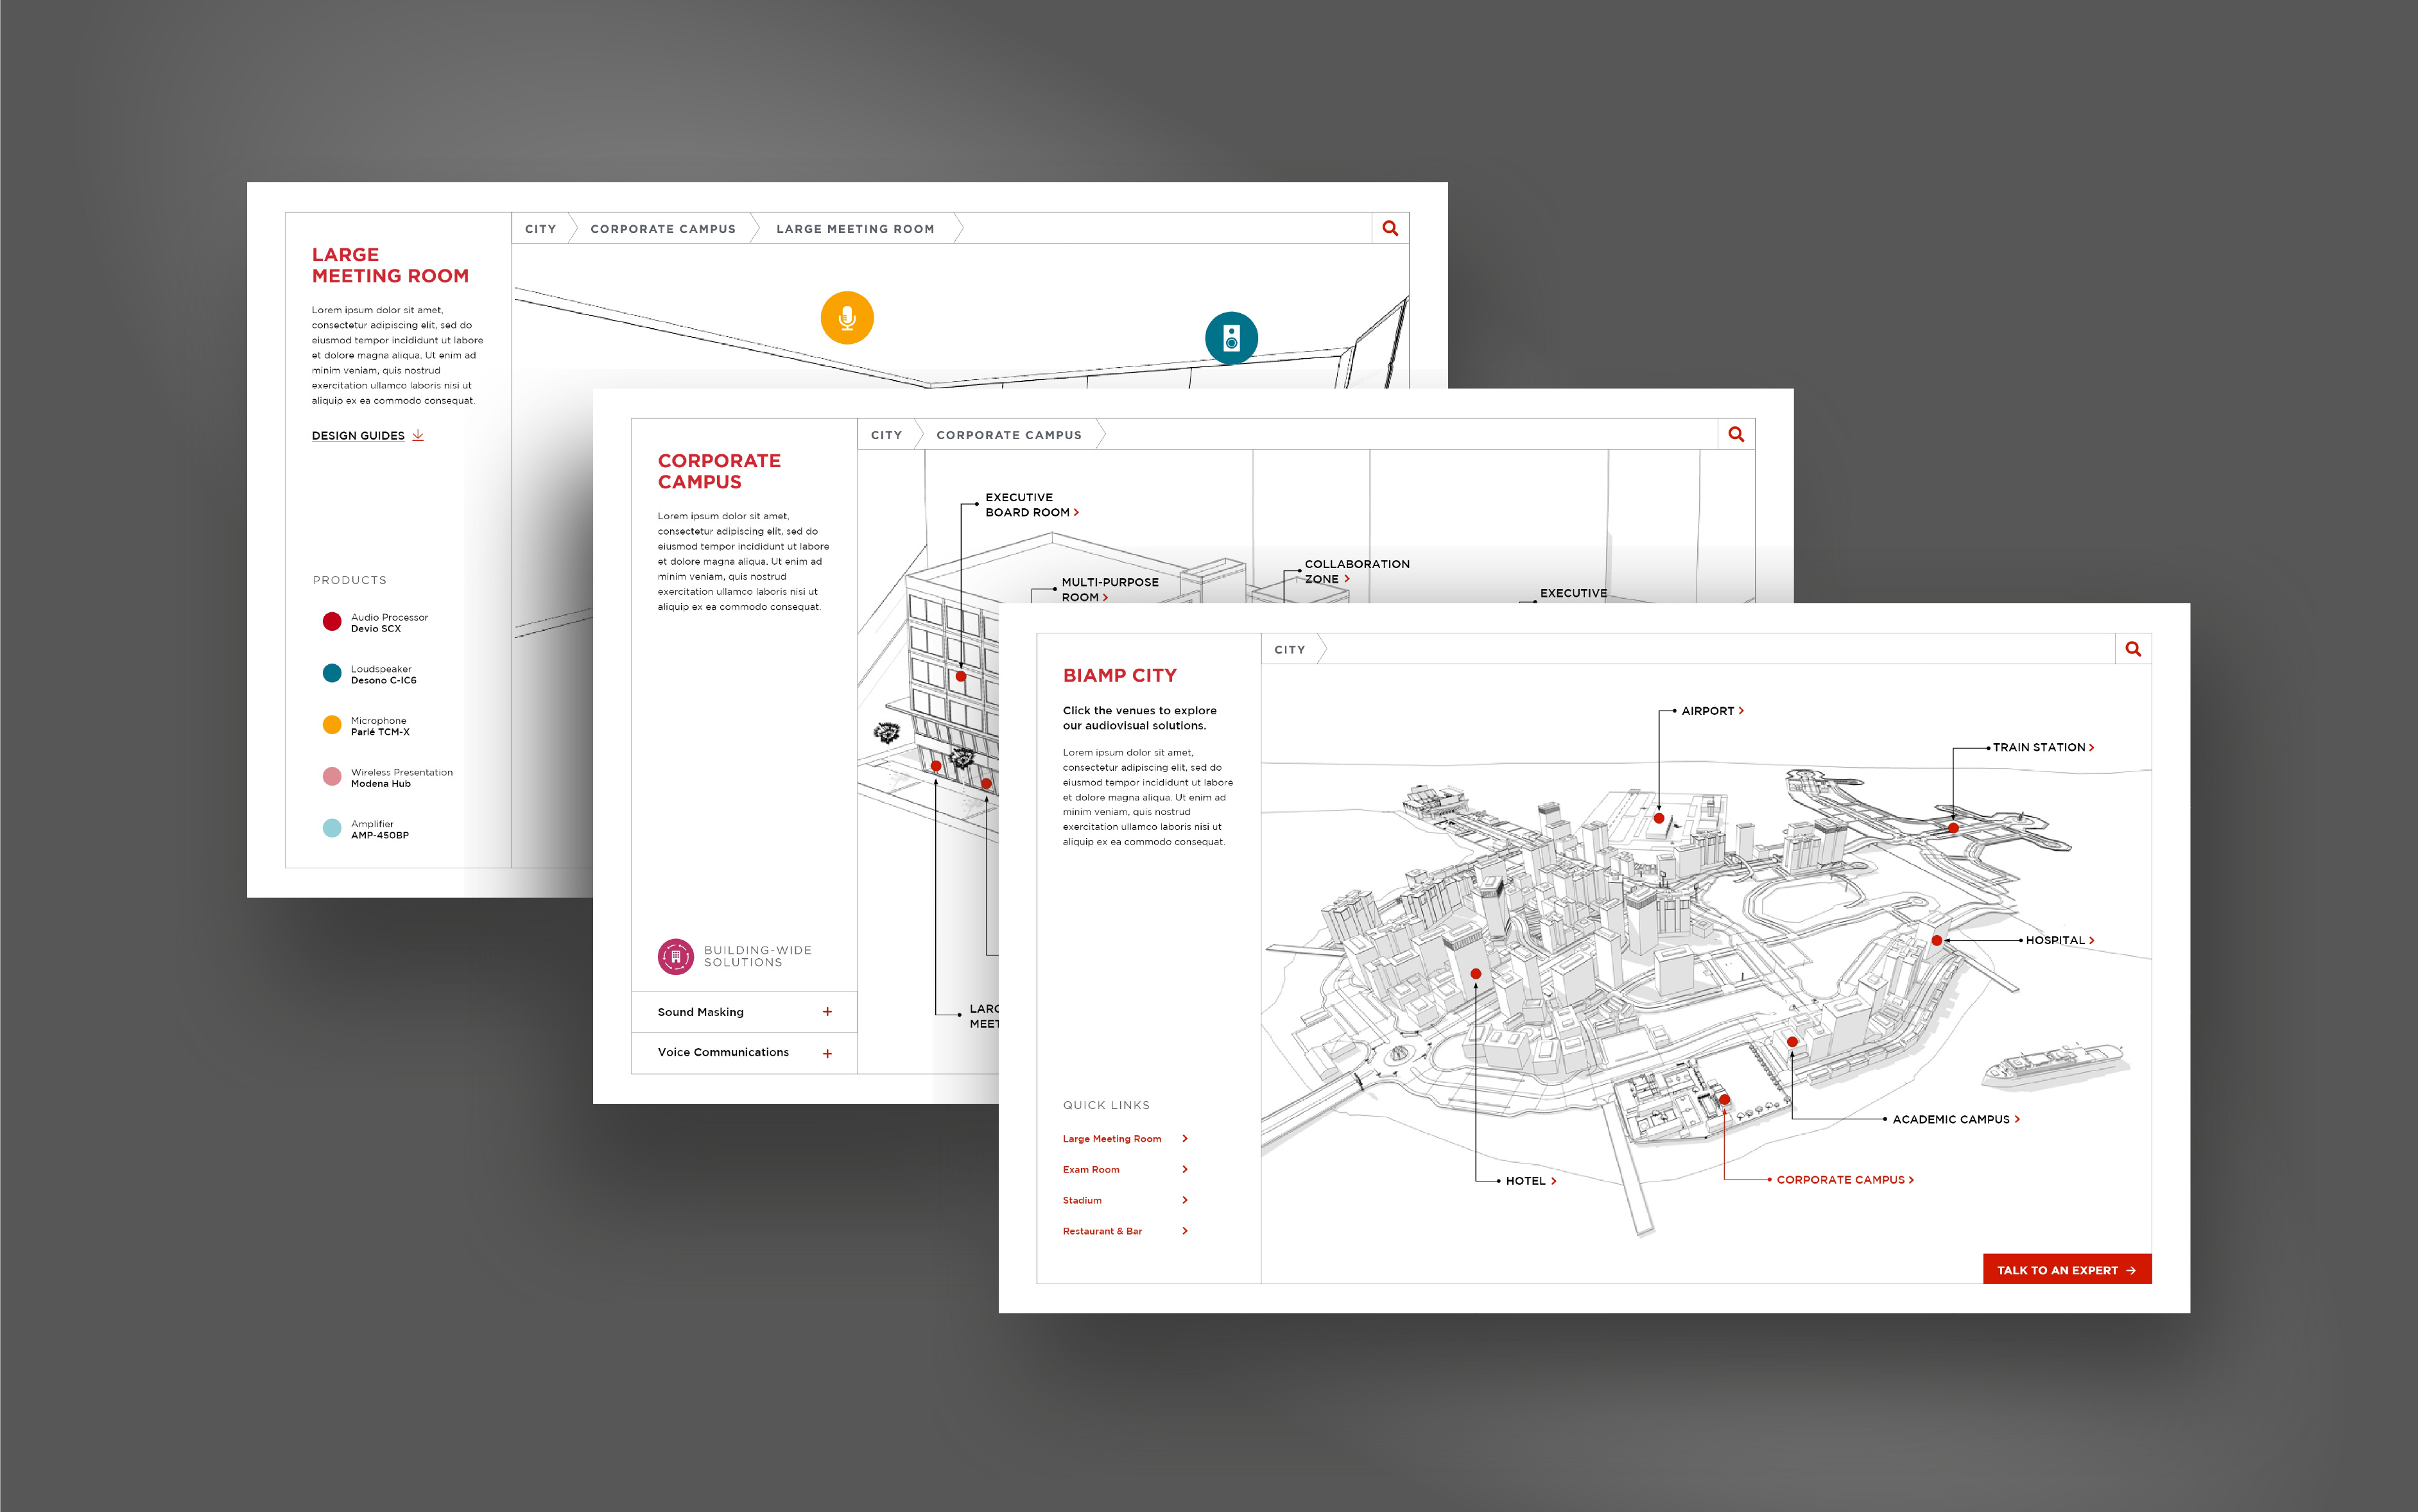 CITY
CORPORATE CAMPUS
LARGE MEETING ROOM
LARGE
MEETING ROOM
Lorem ipsum dolor sit amet,
consectetur adipiscing elit, sed do
eiusmod tempor incididunt ut labore
et dolore magna aliqua. Ut enim ad
minim veniam, quis nostrud
exercitation ullamco laboris nisi ut
aliquip ex ea commodo consequat.
DESIGN GUIDES
PRODUCTS
Audio Processor
Devio SCX
Loudspeaker
Desono C-IC6
Microphone
Parlé TCM-X
Wireless Presentation
Modena Hub
Amplifier
AMP-450BP
CITY
CORPORATE CAMPUS
CORPORATE
CAMPUS
Lorem ipsum dolor sit amet,
consectetur adipiscing elit, sed do
eiusmod tempor incididunt ut labore
et dolore magna aliqua. Ut enim ad
minim veniam, quis nostrud
exercitation ullamco laboris nisi ut
aliquip ex ea commodo consequat.
BUILDING-WIDE
SOLUTIONS
Sound Masking
Voice Communications
EXECUTIVE
BOARD ROOM
MULTI-PURPOSE
ROOM
COLLABORATION
ZONE
EXECUTIVE
CITY
BIAMP CITY
Click the venues to explore
our audiovisual solutions.
Lorem ipsum dolor sit amet,
consectetur adipiscing elit, sed do
eiusmod tempor incididunt ut labore
et dolore magna aliqua. Ut enim ad
minim veniam, quis nostrud
exercitation ullamco laboris nisi ut
aliquip ex ea commodo consequat.
QUICK LINKS
Large Meeting Room
Exam Room
Stadium
Restaurant & Bar
AIRPORT
TRAIN STATION
HOSPITAL
ACADEMIC CAMPUS
CORPORATE CAMPUS
HOTEL
TALK TO AN EXPERT